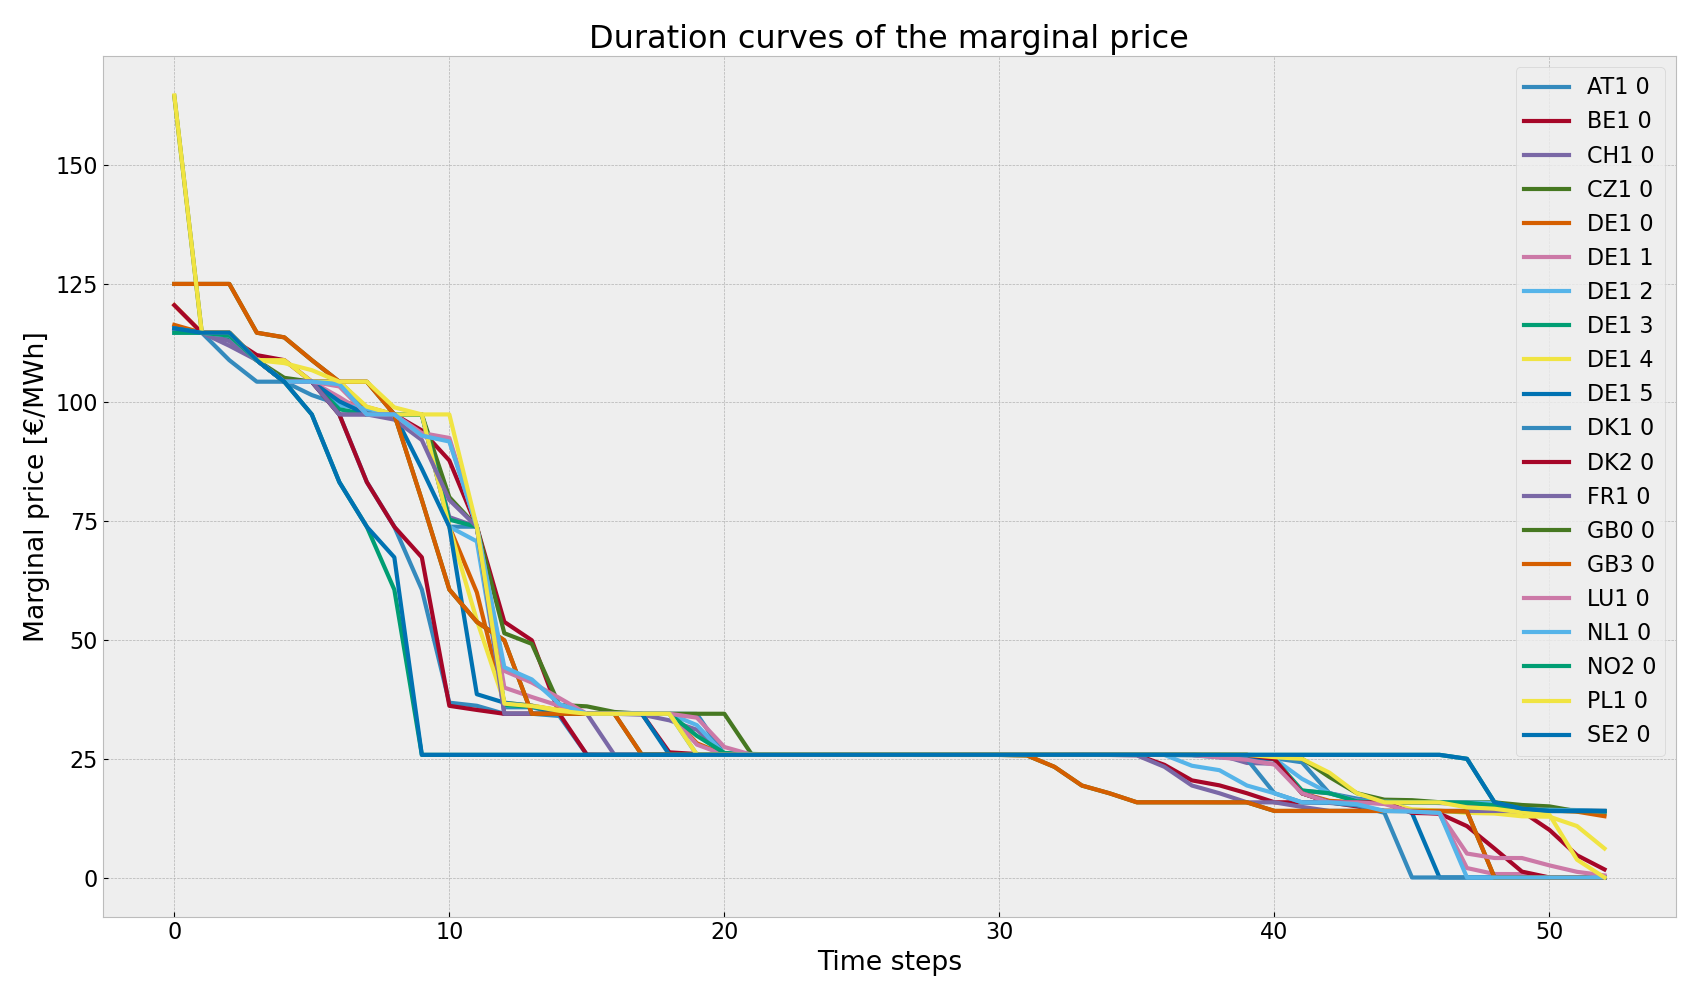 Duration curves of the marginal price
Marginal price [€/MWh]
150
125
100
75
50
25
0
0 10 20 30 40 50
Time steps
AT1 0
BE1 0
CH1 0
CZ1 0
DE1 0
DE1 1
DE1 2
DE1 3
DE1 4
DE1 5
DK1 0
DK2 0
FR1 0
GB0 0
GB3 0
LU1 0
NL1 0
NO2 0
PL1 0
SE2 0